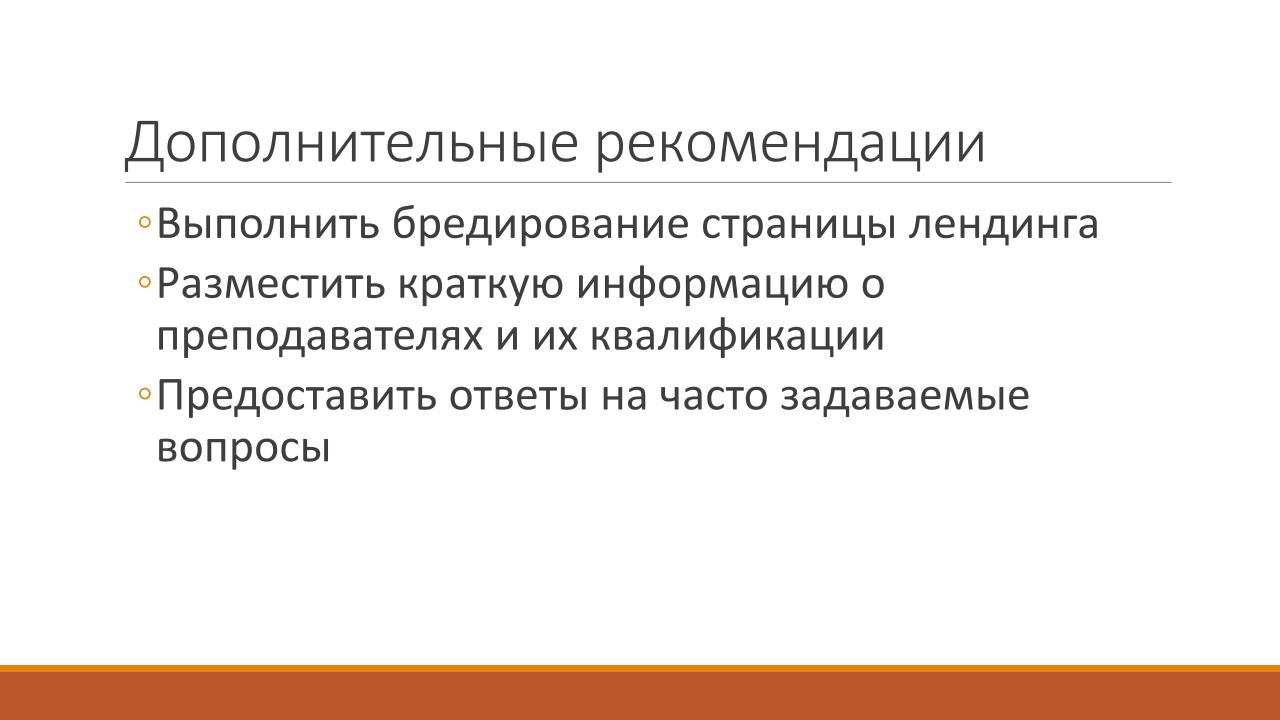 Дополнительные рекомендации
◦Выполнить бредирование страницы лендинга
◦Разместить краткую информацию о
преподавателях и их квалификации
◦Предоставить ответы на часто задаваемые
вопросы